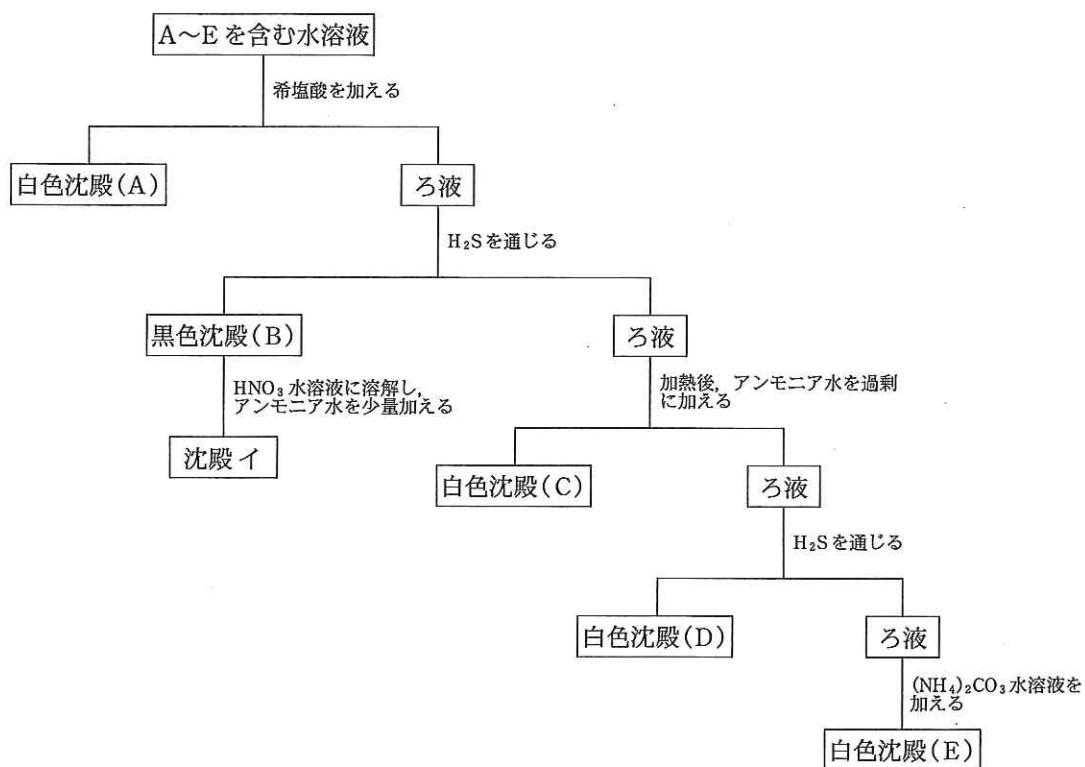 A～Eを含む水溶液
希塩酸を加える
白色沈殿(A)
ろ液
H₂Sを通じる
黒色沈殿(B)
ろ液
HNO₃水溶液に溶解し,
アンモニア水を少量加える
加熱後, アンモニア水を過剰
に加える
沈殿イ
白色沈殿(C)
ろ液
H₂Sを通じる
白色沈殿(D)
ろ液
(NH₄)₂CO₃水溶液を
加える
白色沈殿(E)